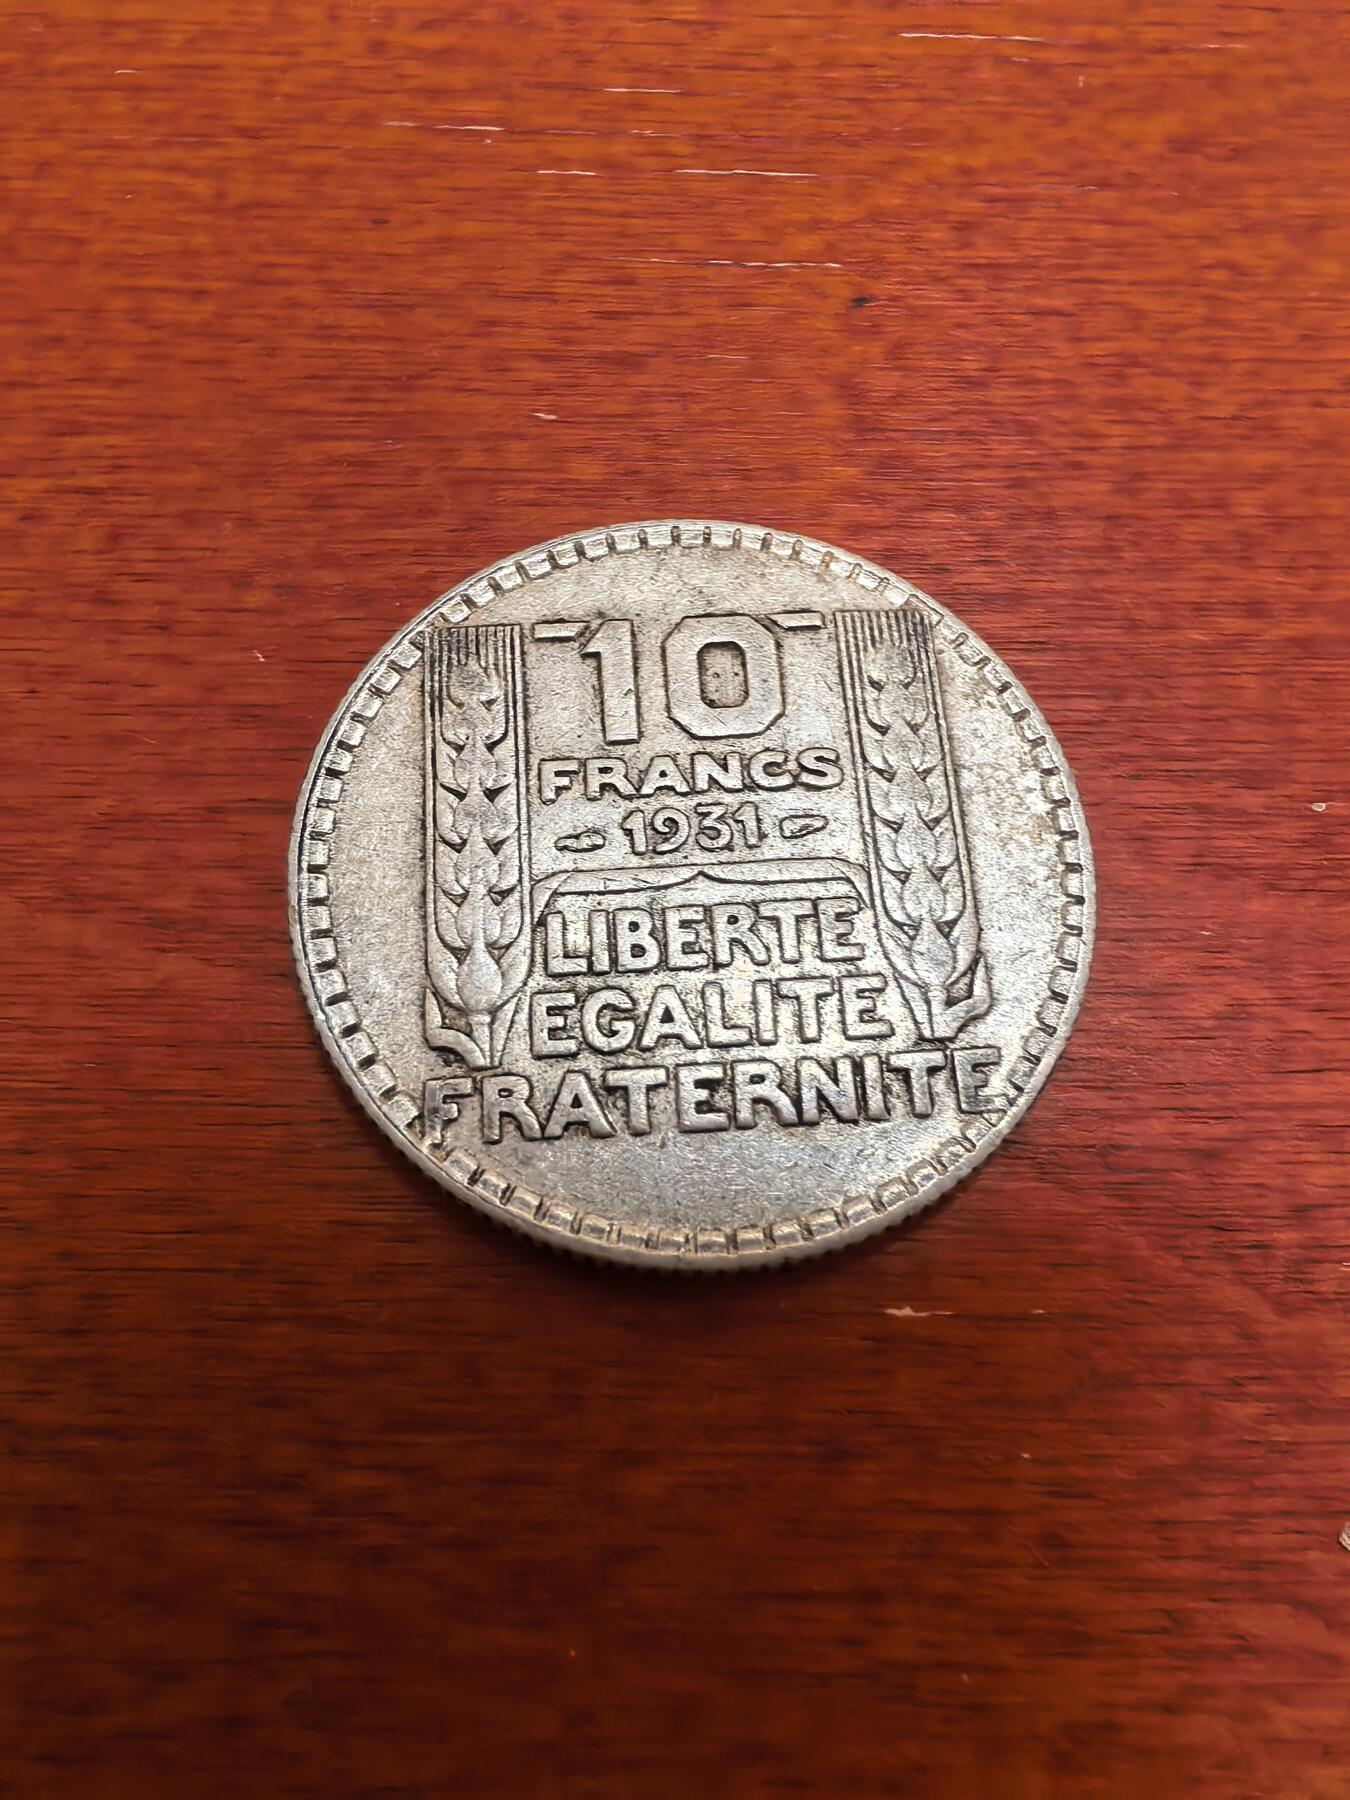 10
FRANCS
1931
LIBERTE
EGALITE
FRATERNITE